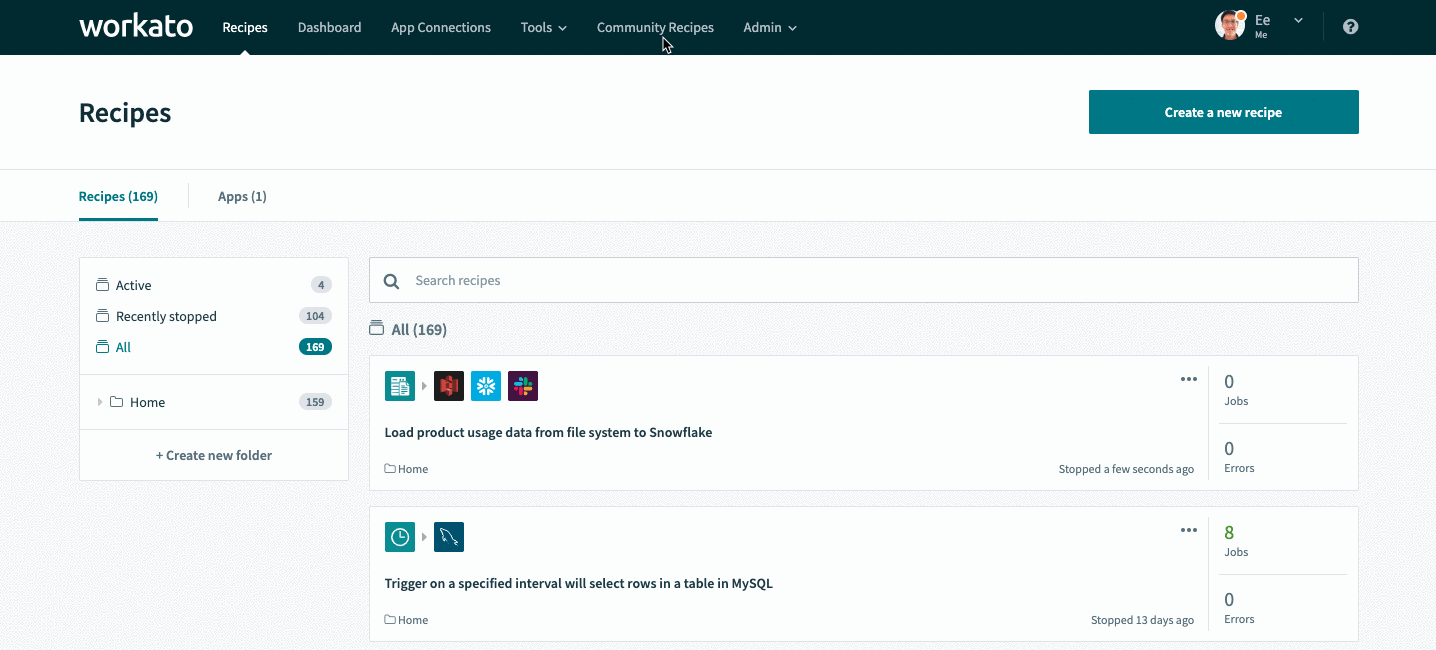 workato Recipes Dashboard App Connections Tools Community Recipes Admin Ee
Me
Recipes
Create a new recipe
Recipes (169) Apps (1)
Active 4
Recently stopped 104
All 169
Home 159
+ Create new folder
Search recipes
All (169)
0
Jobs
Load product usage data from file system to Snowflake
0
Errors
Home Stopped a few seconds ago
8
Jobs
Trigger on a specified interval will select rows in a table in MySQL
0
Errors
Home Stopped 13 days ago